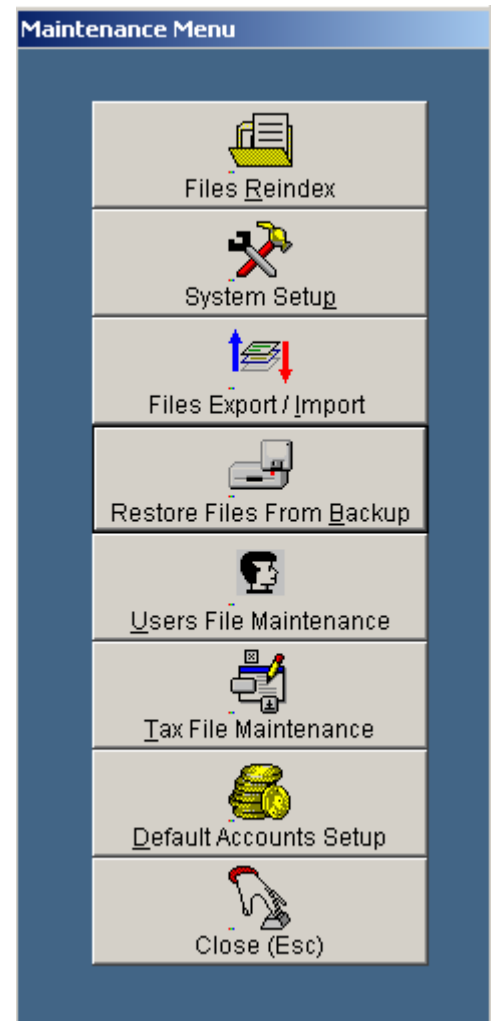 Maintenance Menu
Files Reindex
System Setup
Files Export / Import
Restore Files From Backup
Users File Maintenance
Tax File Maintenance
Default Accounts Setup
Close (Esc)